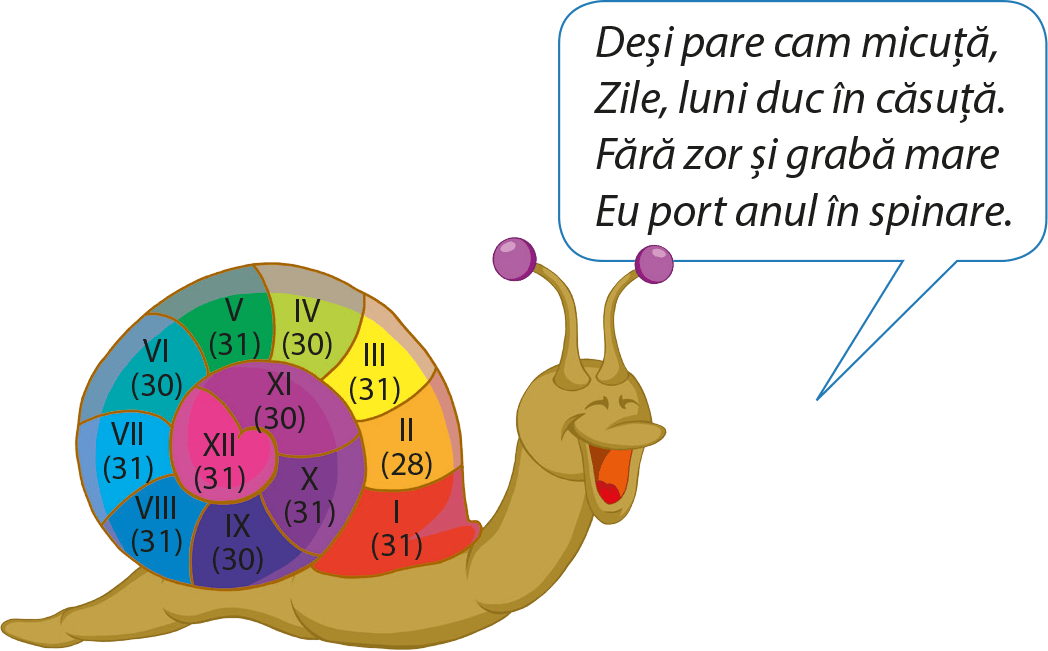 Deși pare cam micuță,
Zile, luni duc în căsuță.
Fără zor și grabă mare
Eu port anul în spinare.
I
(31)
II
(28)
III
(31)
IV
(30)
V
(31)
VI
(30)
VII
(31)
VIII
(31)
IX
(30)
X
(31)
XI
(30)
XII
(31)